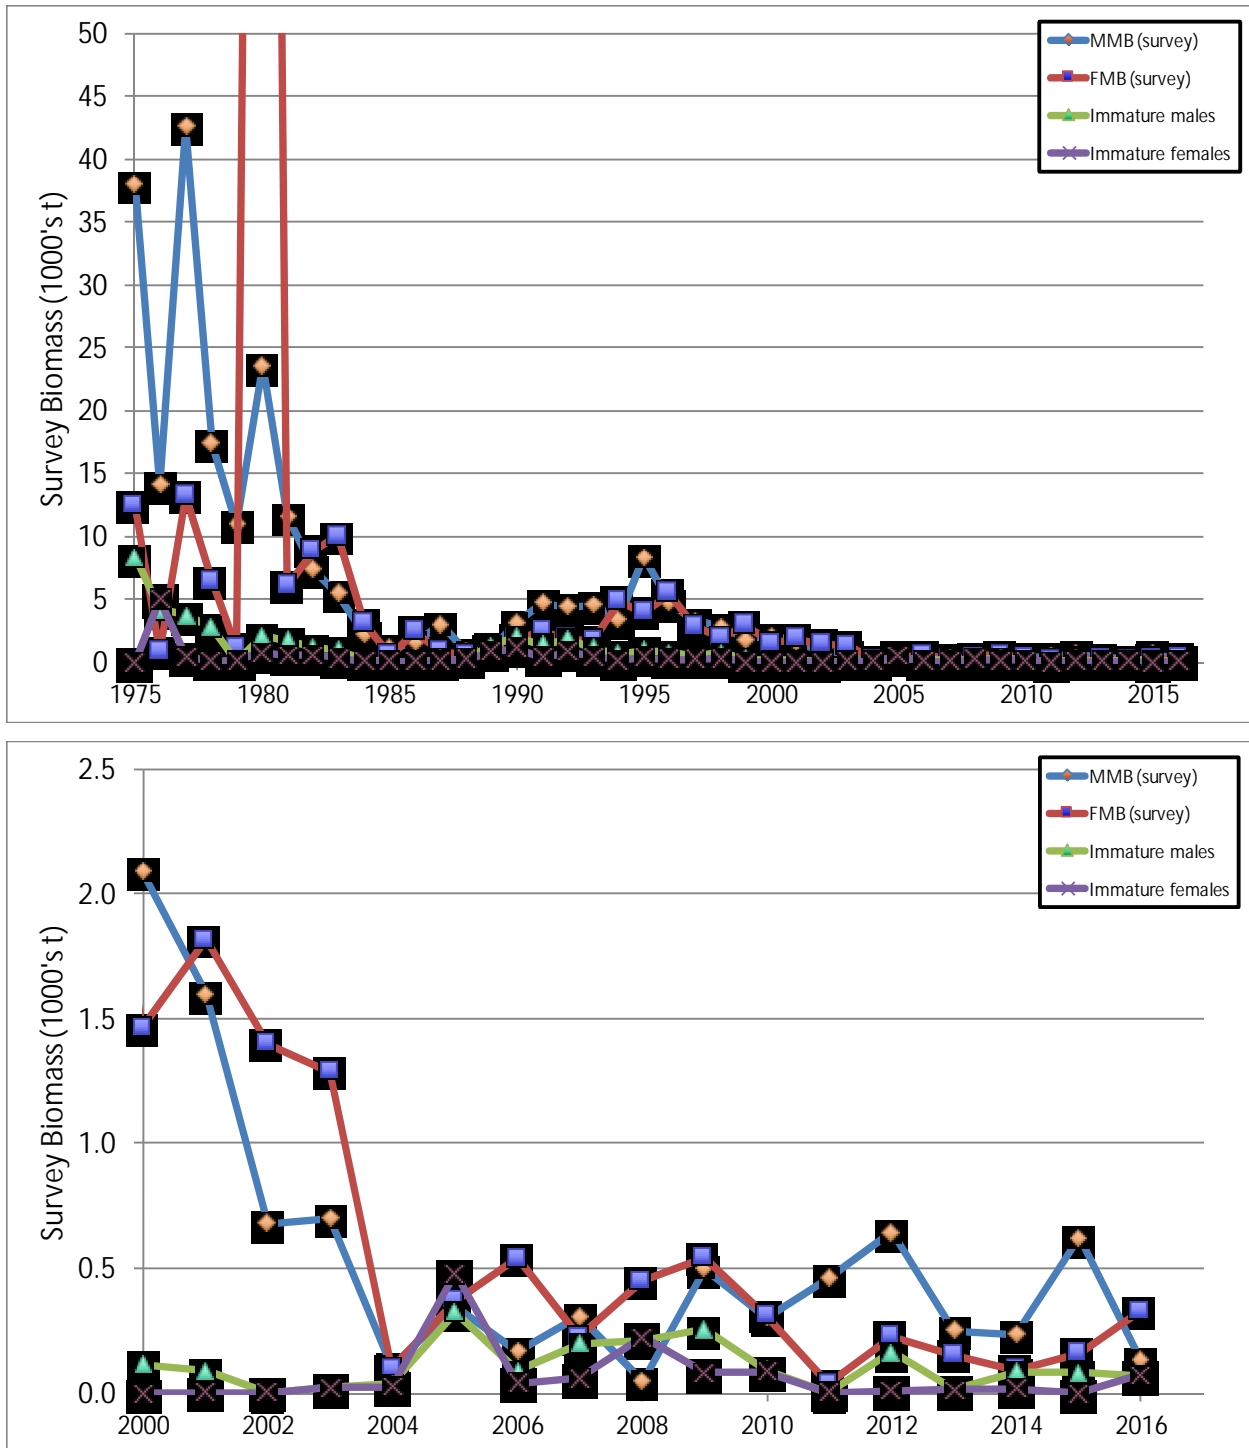 50
45
40
35
30
25
20
15
10
5
0
Survey Biomass (1000's t)
1975 1980 1985 1990 1995 2000 2005 2010 2015
MMB (survey)
FMB (survey)
Immature males
Immature females
2.5
2.0
1.5
1.0
0.5
0.0
Survey Biomass (1000's t)
2000 2002 2004 2006 2008 2010 2012 2014 2016
MMB (survey)
FMB (survey)
Immature males
Immature females